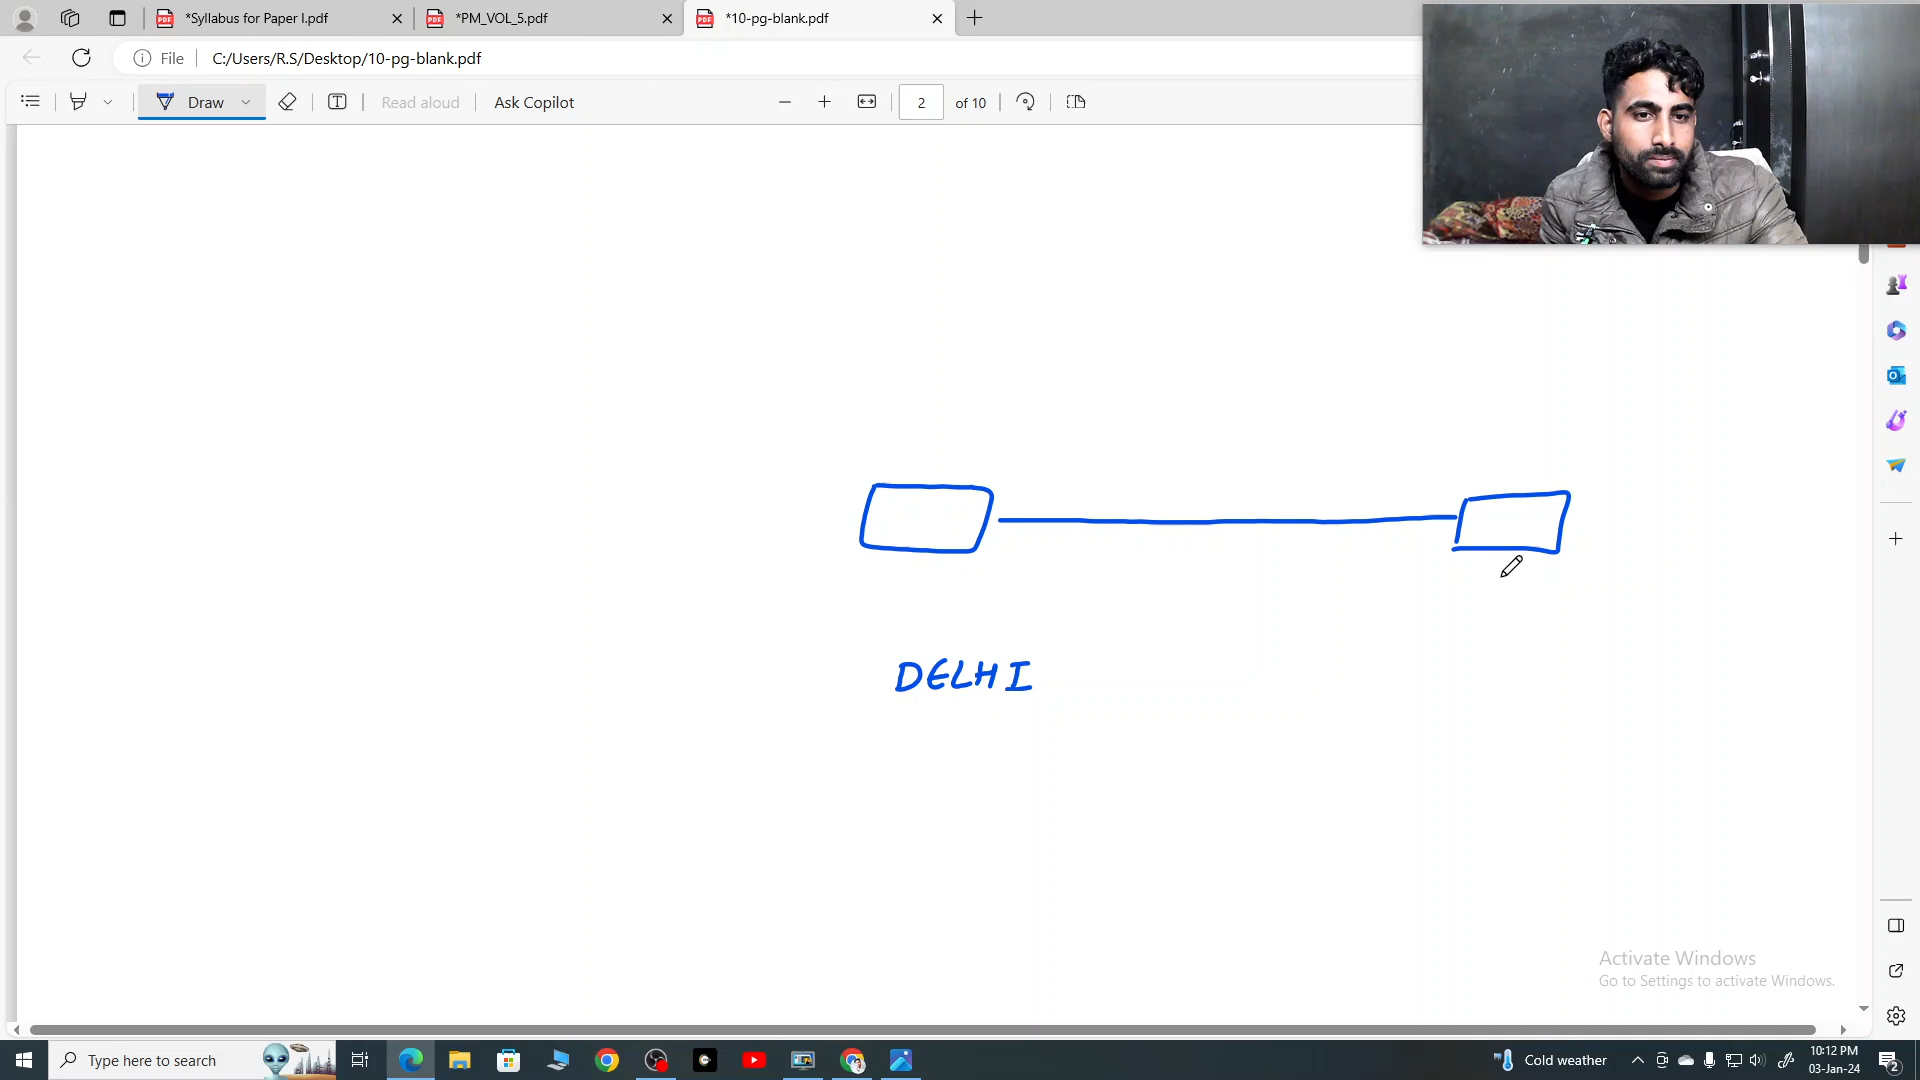 *Syllabus for Paper I.pdf
*PM_VOL_5.pdf
*10-pg-blank.pdf
File
C:/Users/R.S/Desktop/10-pg-blank.pdf
Draw
Read aloud
Ask Copilot
2
of 10
DELHI
Activate Windows
Go to Settings to activate Windows.
Type here to search
Cold weather
10:12 PM
03-Jan-24
2